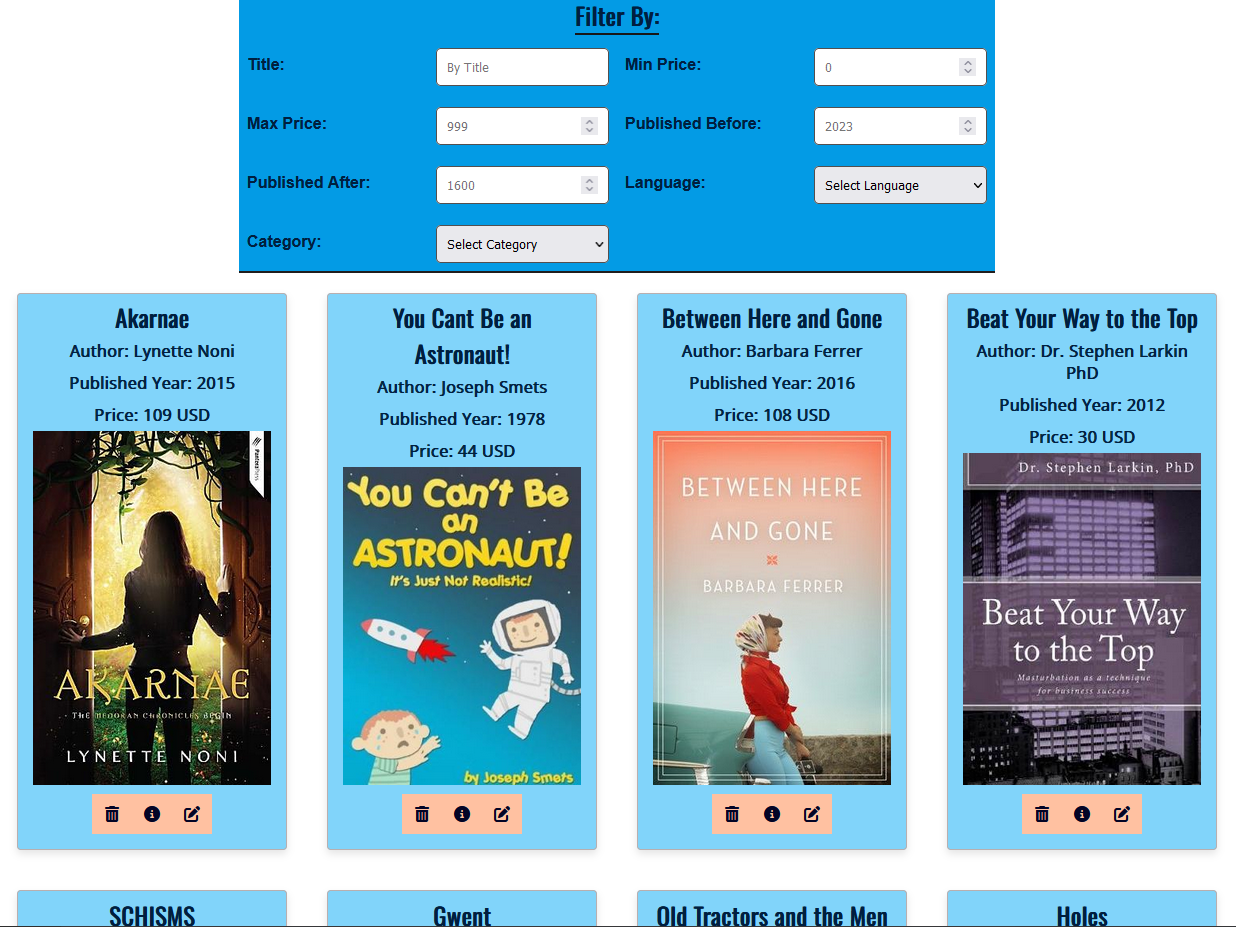 Filter By:
Title:
By Title
Min Price:
0
Max Price:
999
Published Before:
2023
Published After:
1600
Language:
Select Language
Category:
Select Category
Akarnae
Author: Lynette Noni
Published Year: 2015
Price: 109 USD
PanteraPress
AKARNAE
THE MEDORAN CHRONICLES BEGIN
LYNETTE NONI
You Cant Be an
Astronaut!
Author: Joseph Smets
Published Year: 1978
Price: 44 USD
You Can't Be
an
ASTRONAUT!
It's Just Not Realistic!
by Joseph Smets
Between Here and Gone
Author: Barbara Ferrer
Published Year: 2016
Price: 108 USD
BETWEEN HERE
AND GONE
BARBARA FERRER
Beat Your Way to the Top
Author: Dr. Stephen Larkin
PhD
Published Year: 2012
Price: 30 USD
Dr. Stephen Larkin, PhD
Beat Your Way
to the Top
Masturbation as a technique
for business success
SCHISMS
Gwent
Old Tractors and the Men
Holes